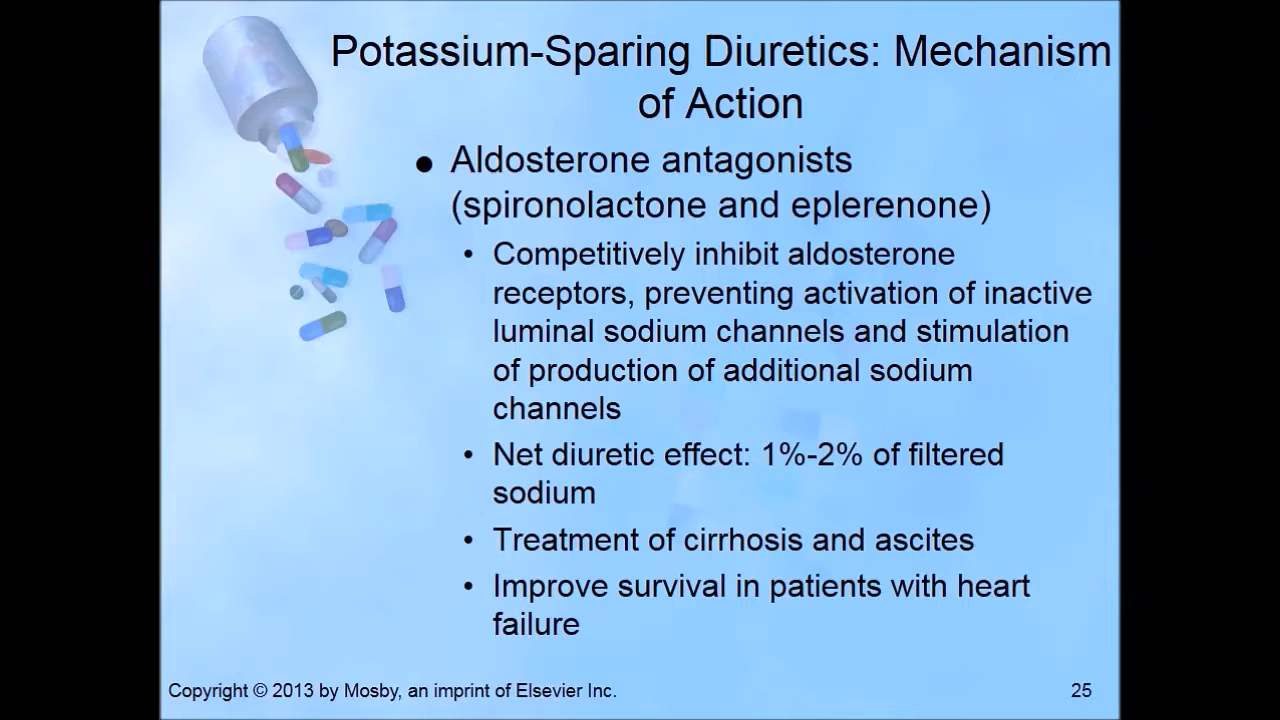 Potassium-Sparing Diuretics: Mechanism
of Action
● Aldosterone antagonists
(spironolactone and eplerenone)
• Competitively inhibit aldosterone
receptors, preventing activation of inactive
luminal sodium channels and stimulation
of production of additional sodium
channels
• Net diuretic effect: 1%-2% of filtered
sodium
• Treatment of cirrhosis and ascites
• Improve survival in patients with heart
failure
Copyright © 2013 by Mosby, an imprint of Elsevier Inc.
25